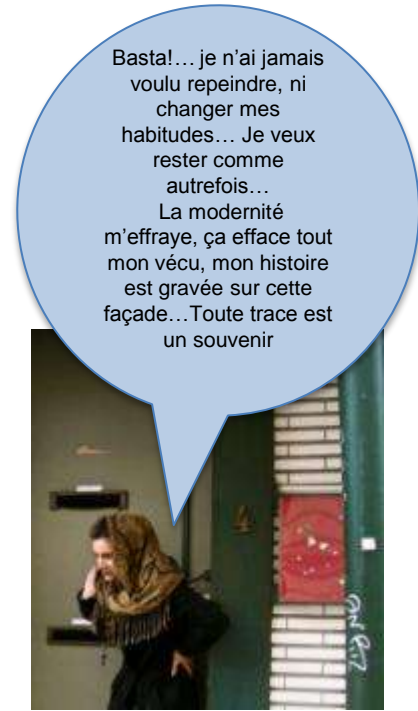 Basta!… je n’ai jamais
voulu repeindre, ni
changer mes
habitudes… Je veux
rester comme
autrefois…
La modernité
m’effraye, ça efface tout
mon vécu, mon histoire
est gravée sur cette
façade…Toute trace est
un souvenir
4